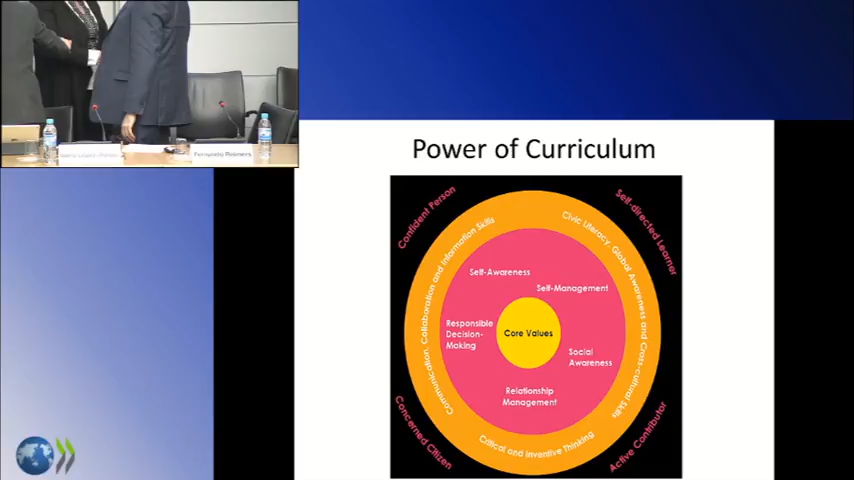 Power of Curriculum
Confident Person
Self-directed Learner
Communication, Collaboration and Information Skills
Civic Literacy, Global Awareness and Cross-cultural Skills
Self-Awareness
Self-Management
Responsible
Decision-
Making
Core Values
Social
Awareness
Relationship
Management
Critical and Inventive Thinking
Concerned Citizen
Active Contributor